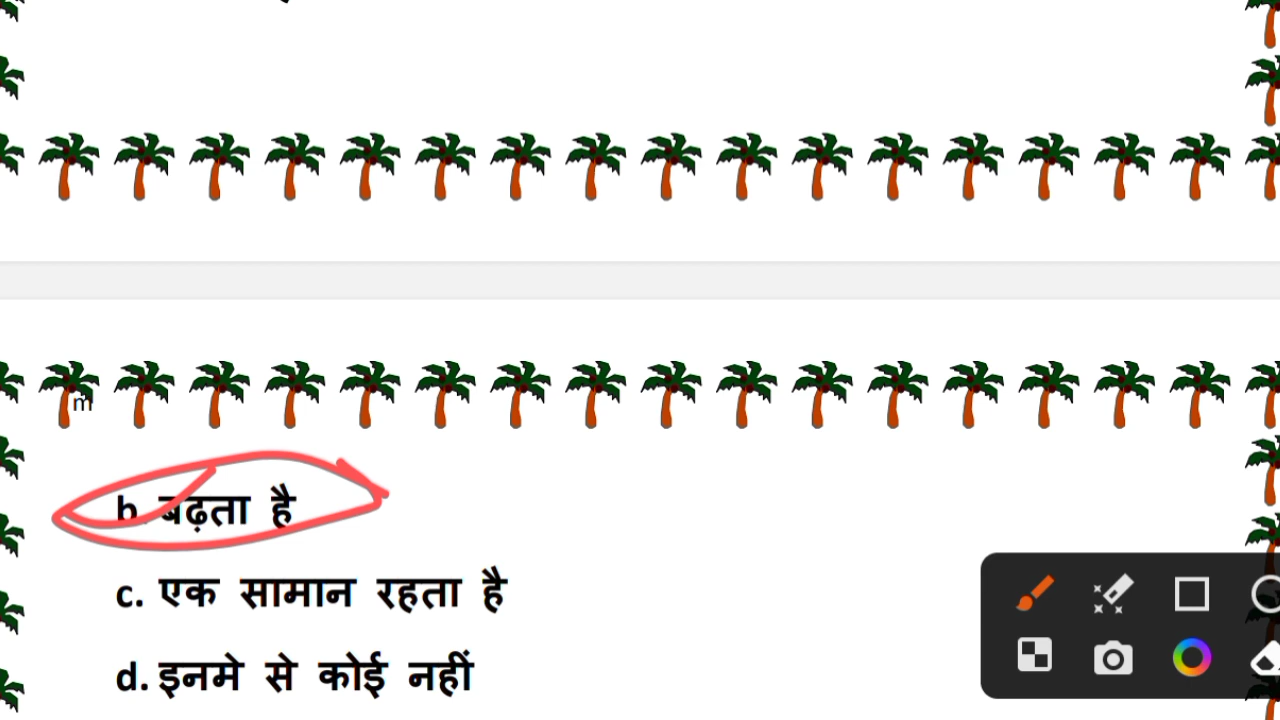 m
b. बढ़ता है
c. एक सामान रहता है
d. इनमे से कोई नहीं